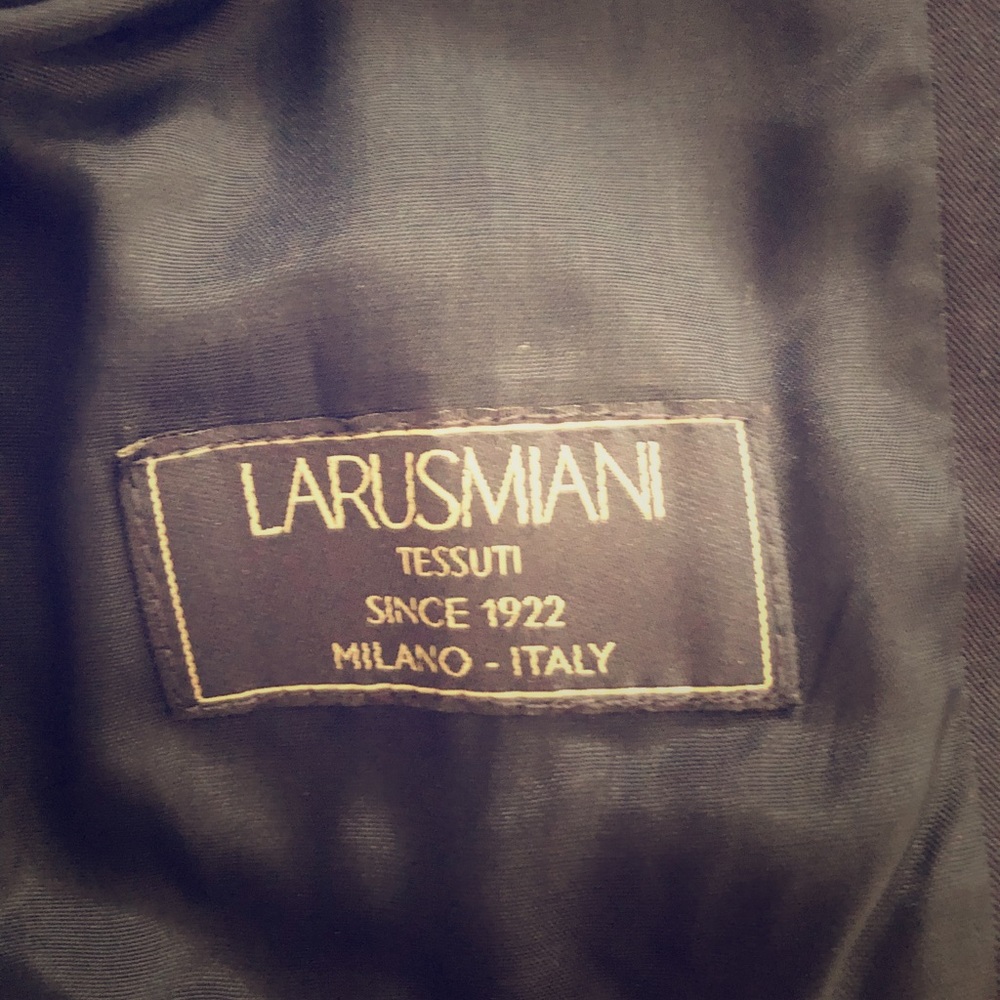 LARUSMIANI
TESSUTI
SINCE 1922
MILANO - ITALY